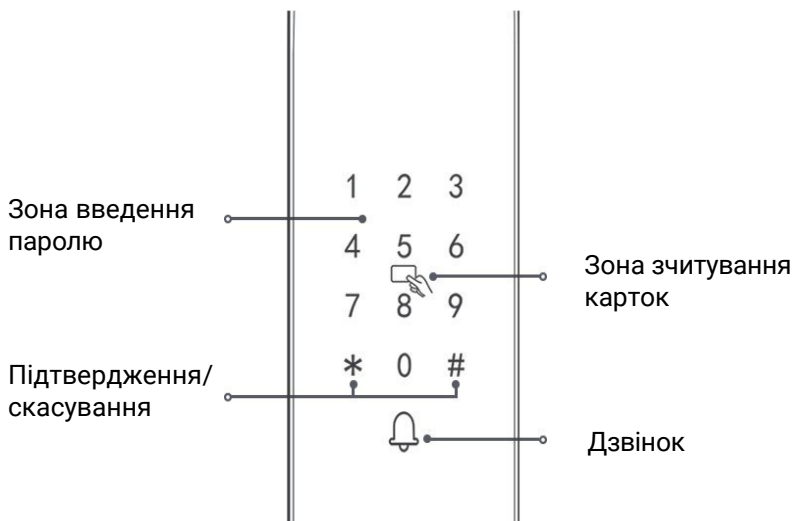 1 2 3
Зона введення
паролю
4 5 6
Зона зчитування
карток
7 8 9
Підтвердження/
скасування
* 0 #
Дзвінок